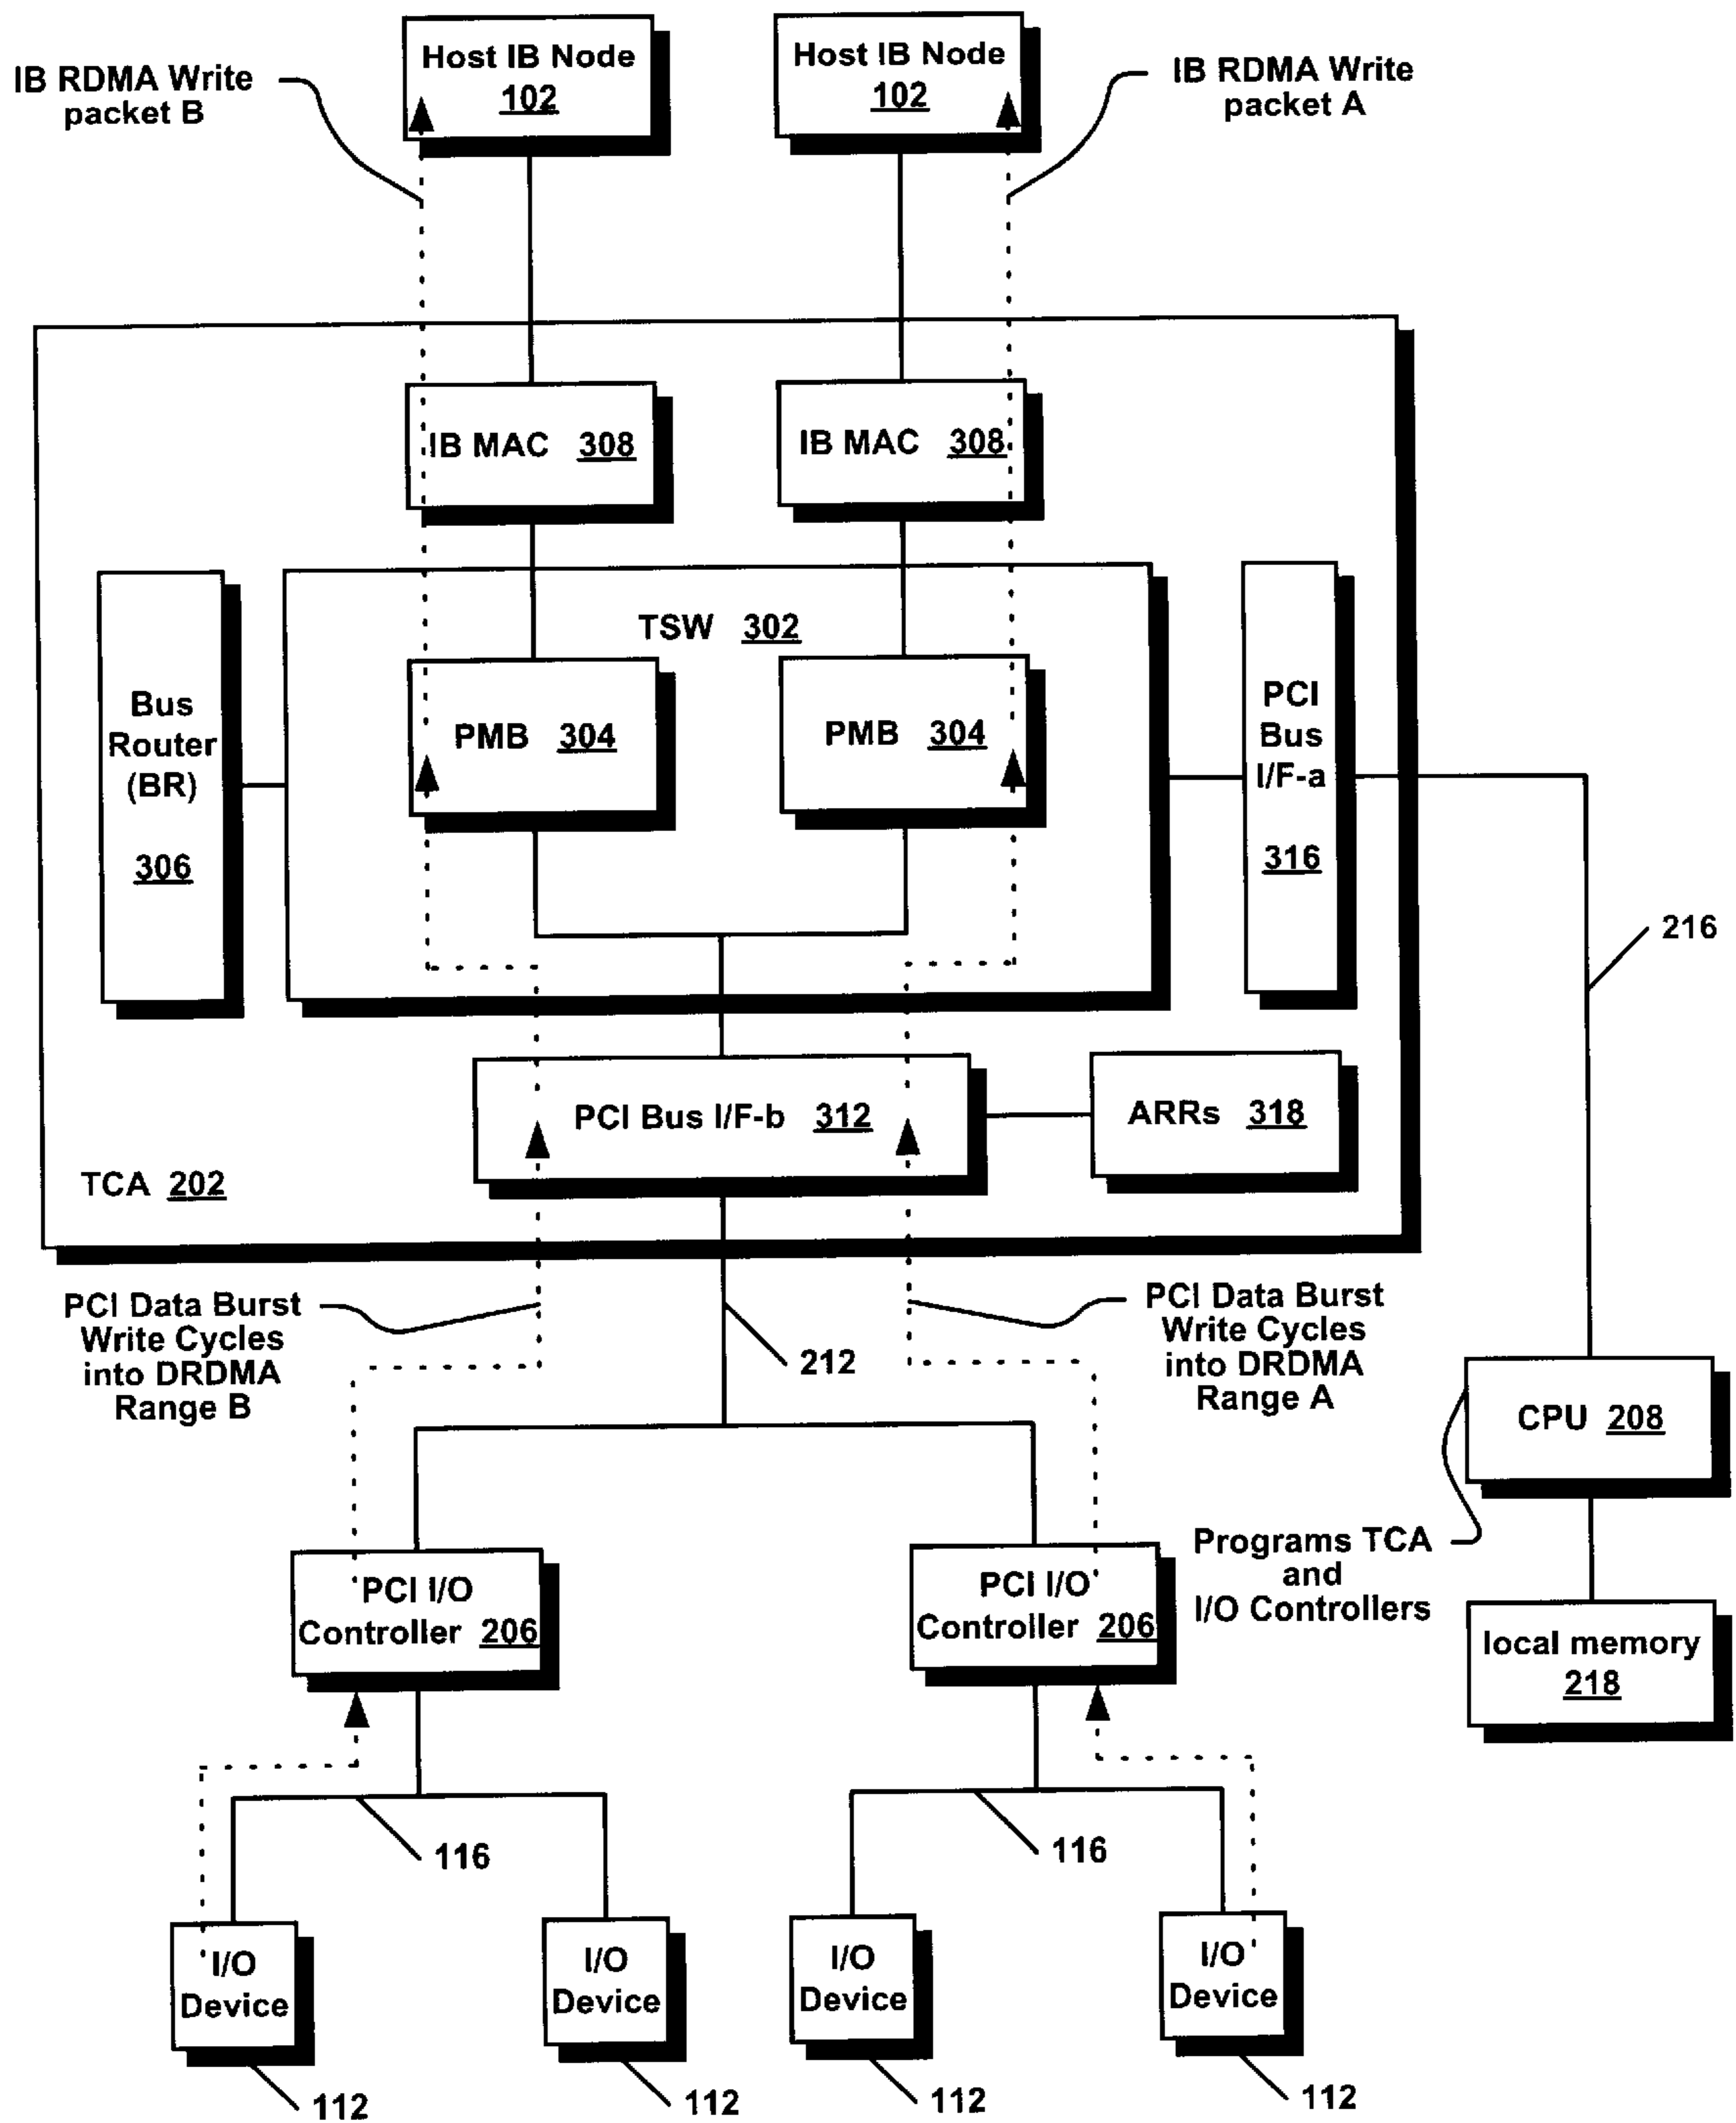 Host IB Node
102
Host IB Node
102
IB RDMA Write
packet B
IB RDMA Write
packet A
IB MAC 308
IB MAC 308
TSW 302
Bus
Router
(BR)
306
PMB 304
PMB 304
PCI
Bus
I/F-a
316
216
PCI Bus I/F-b 312
ARRs 318
TCA 202
PCI Data Burst
Write Cycles
into DRDMA
Range B
212
PCI Data Burst
Write Cycles
into DRDMA
Range A
CPU 208
Programs TCA
and
I/O Controllers
PCI I/O
Controller 206
PCI I/O
Controller 206
local memory
218
116
116
I/O
Device
I/O
Device
I/O
Device
I/O
Device
112
112
112
112